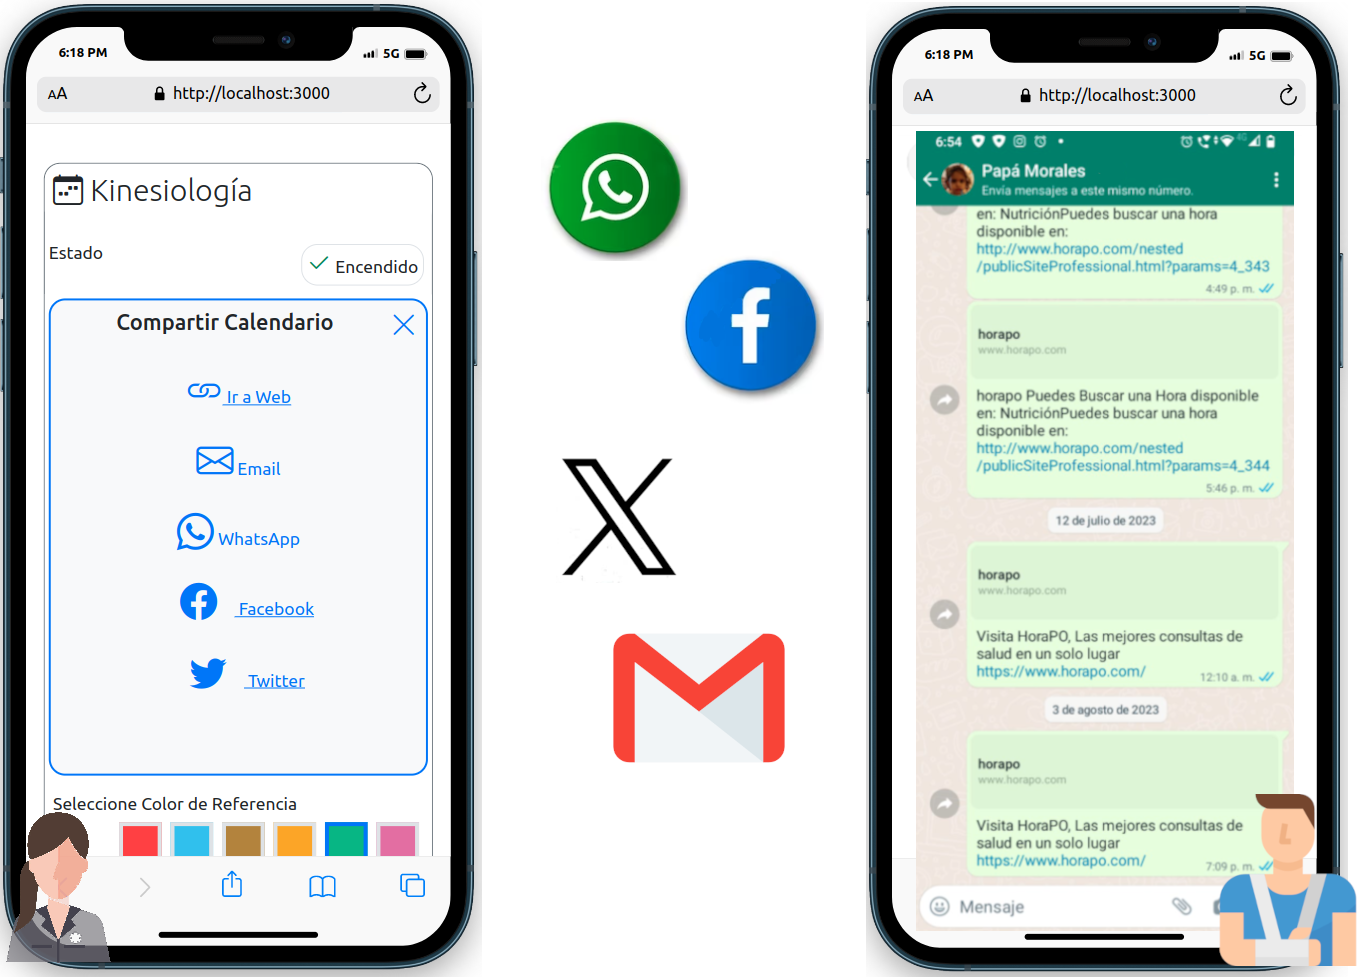 6:18 PM
5G
AA
http://localhost:3000
Kinesiología
Estado
Encendido
Compartir Calendario
Ir a Web
Email
WhatsApp
Facebook
Twitter
Seleccione Color de Referencia
6:18 PM
5G
AA
http://localhost:3000
6:54
4G
Papá Morales
Envía mensajes a este mismo número.
en: NutriciónPuedes buscar una hora
disponible en:
http://www.horapo.com/nested
/publicSiteProfessional.html?params=4_343
4:49 p. m.
horapo
www.horapo.com
horapo Puedes Buscar una Hora disponible
en: NutriciónPuedes buscar una hora
disponible en:
http://www.horapo.com/nested
/publicSiteProfessional.html?params=4_344
5:46 p. m.
12 de julio de 2023
horapo
www.horapo.com
Visita HoraPO, Las mejores consultas de
salud en un solo lugar
https://www.horapo.com/
12:10 a. m.
3 de agosto de 2023
horapo
www.horapo.com
Visita HoraPO, Las mejores consultas de
salud en un solo lugar
https://www.horapo.com/
7:09 p. m.
Mensaje